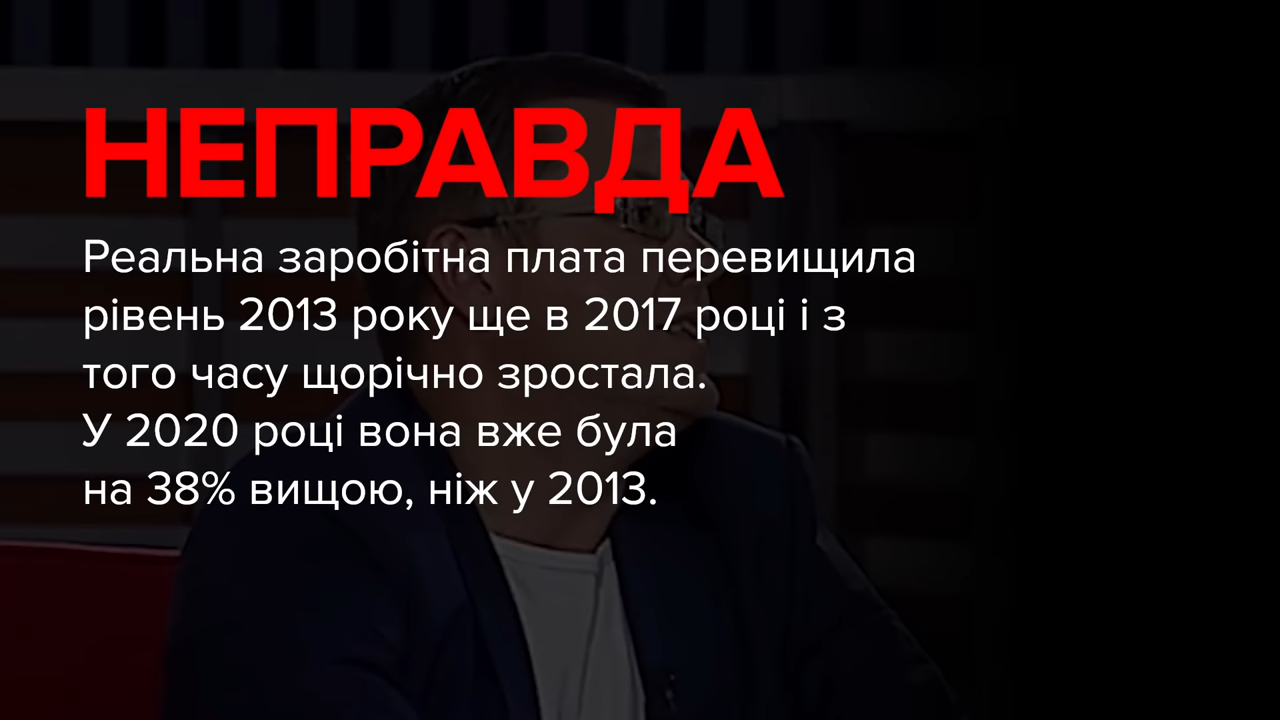 НЕПРАВДА
Реальна заробітна плата перевищила
рівень 2013 року ще в 2017 році і з
того часу щорічно зростала.
У 2020 році вона вже була
на 38% вищою, ніж у 2013.